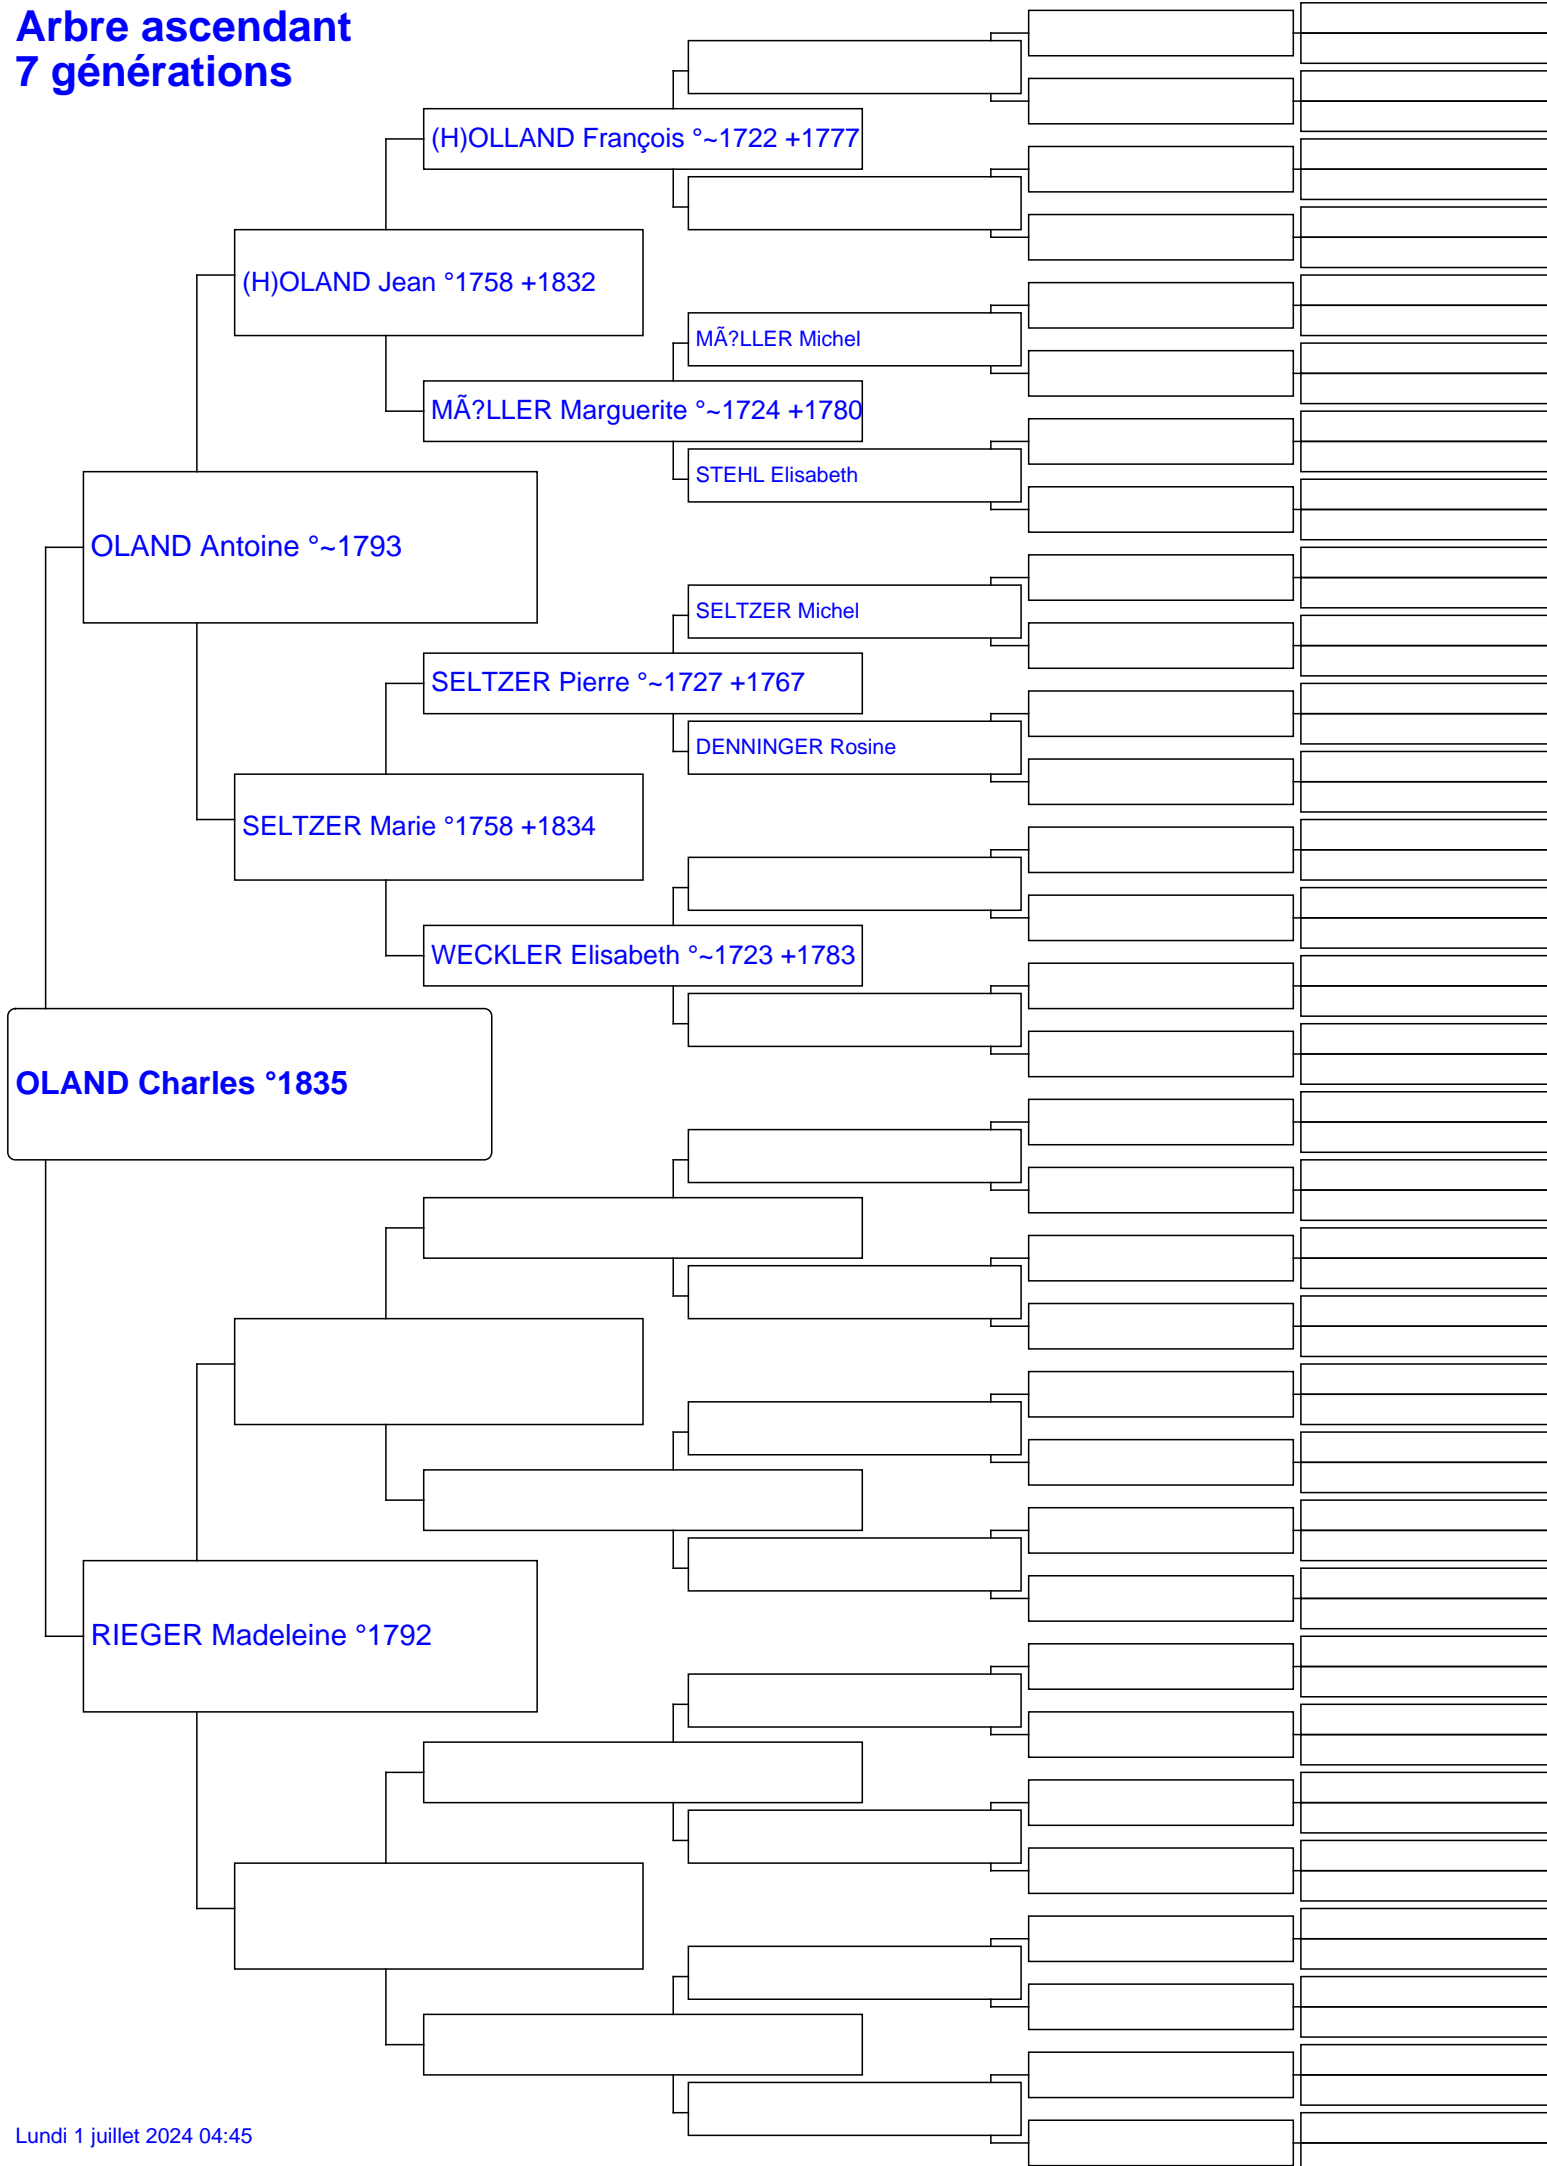 Arbre ascendant
7 générations
(H)OLLAND François °~1722 +1777
(H)OLAND Jean °1758 +1832
MÃ?LLER Michel
MÃ?LLER Marguerite °~1724 +1780
STEHL Elisabeth
OLAND Antoine °~1793
SELTZER Michel
SELTZER Pierre °~1727 +1767
DENNINGER Rosine
SELTZER Marie °1758 +1834
WECKLER Elisabeth °~1723 +1783
OLAND Charles °1835
RIEGER Madeleine °1792
Lundi 1 juillet 2024 04:45